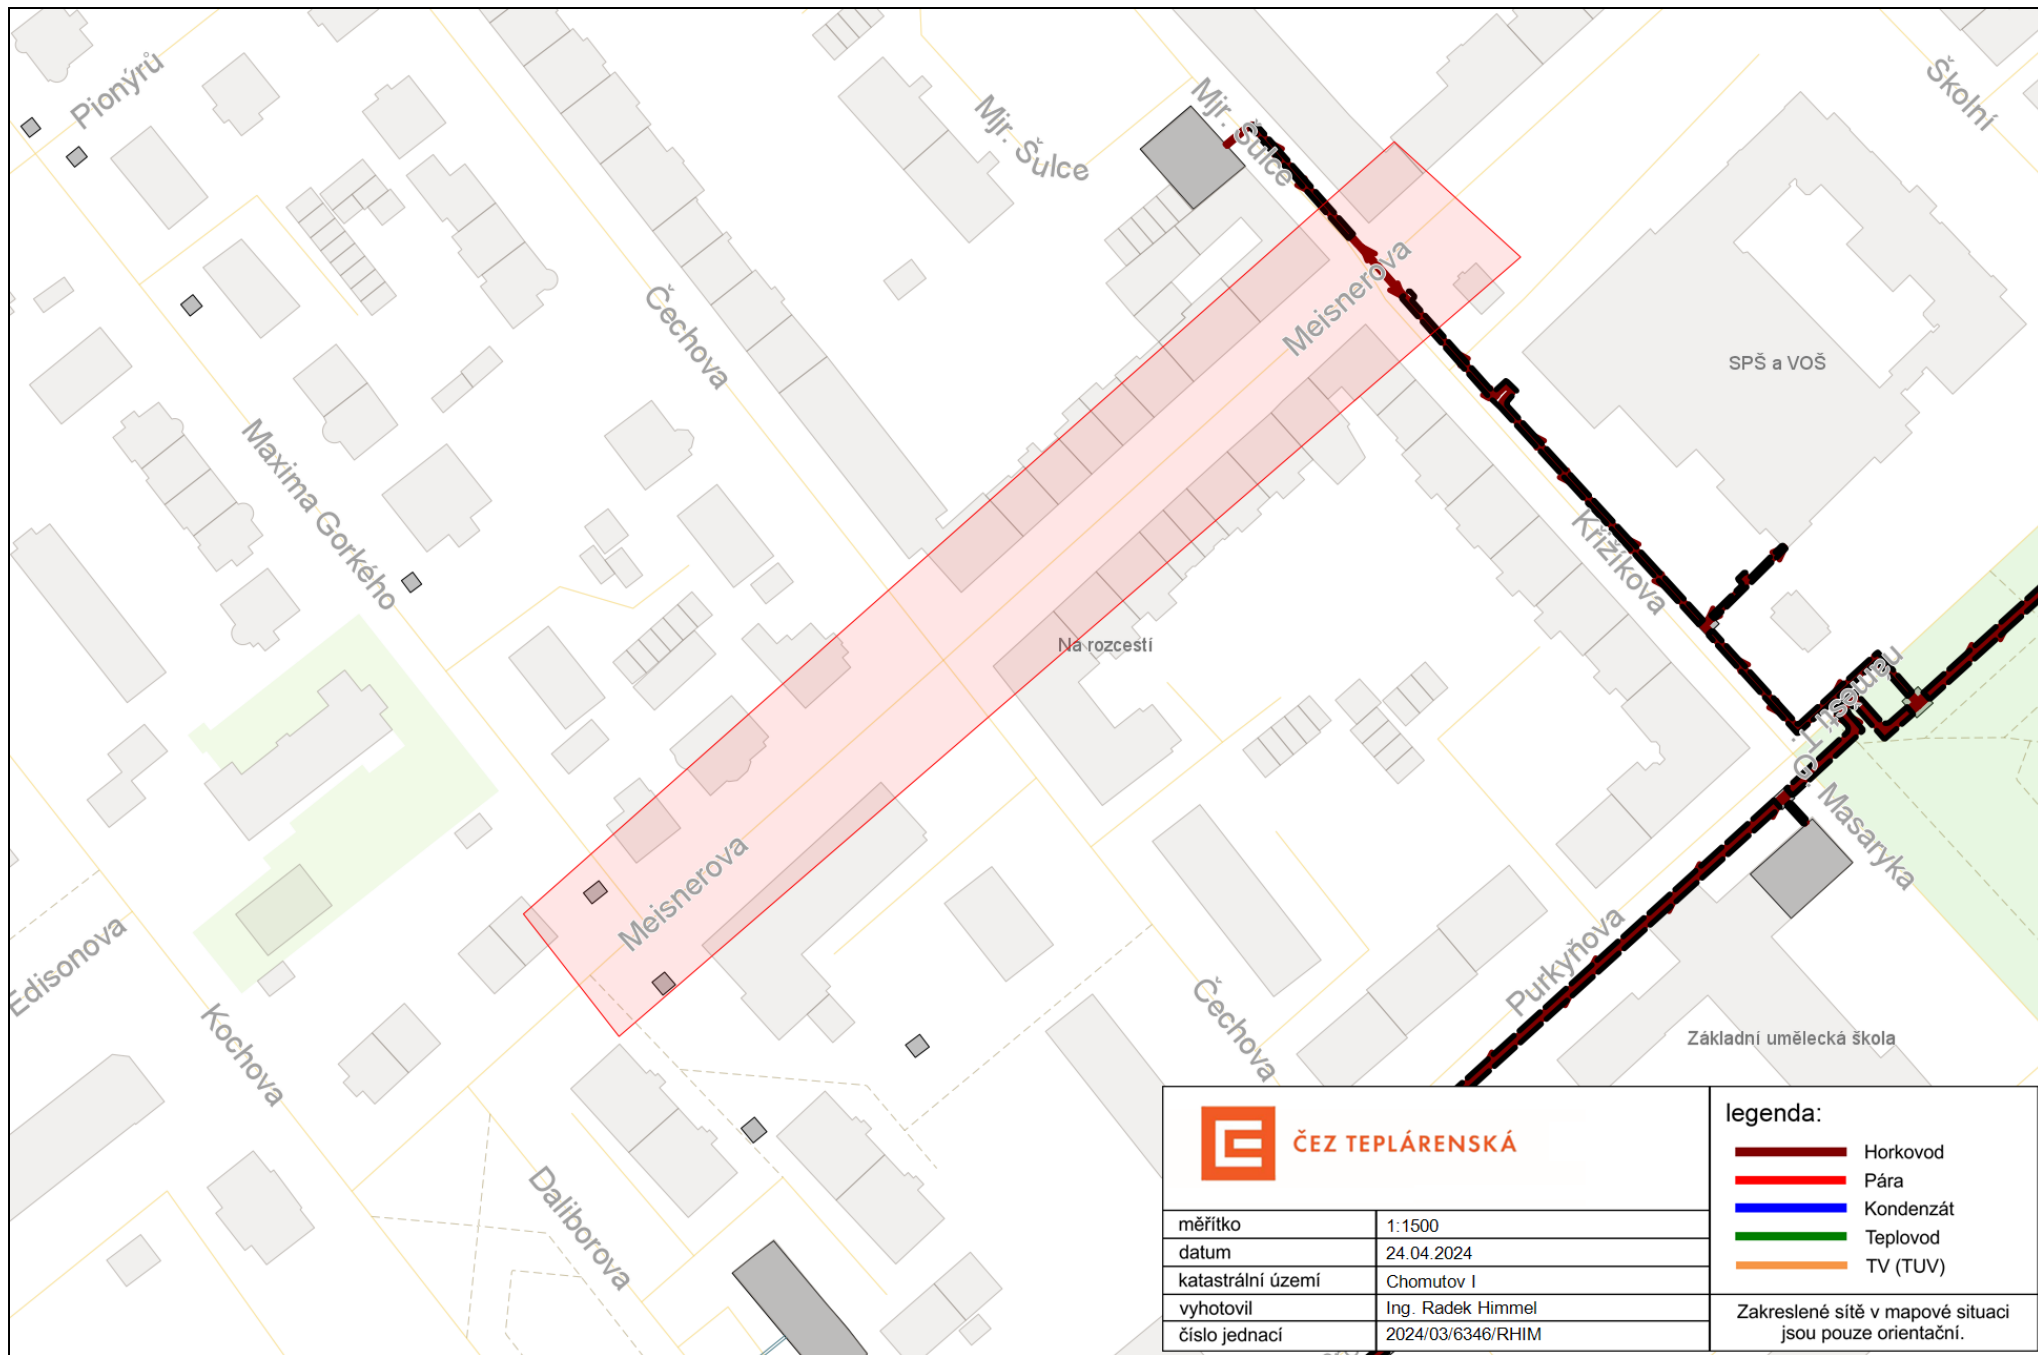 Pionýrů
Mjr. Šulce
Mjr. Šulce
Školní
Čechova
Meisnerova
SPŠ a VOŠ
Maxima Gorkého
Křižíkova
Na rozcestí
náměstí T. G. Masaryka
Meisnerova
Edisonova
Kochova
Purkyňova
Čechova
Základní umělecká škola
Daliborova
ČEZ TEPLÁRENSKÁ
měřítko 1:1500
datum 24.04.2024
katastrální území Chomutov I
vyhotovil Ing. Radek Himmel
číslo jednací 2024/03/6346/RHIM
legenda:
Horkovod
Pára
Kondenzát
Teplovod
TV (TUV)
Zakreslené sítě v mapové situaci
jsou pouze orientační.